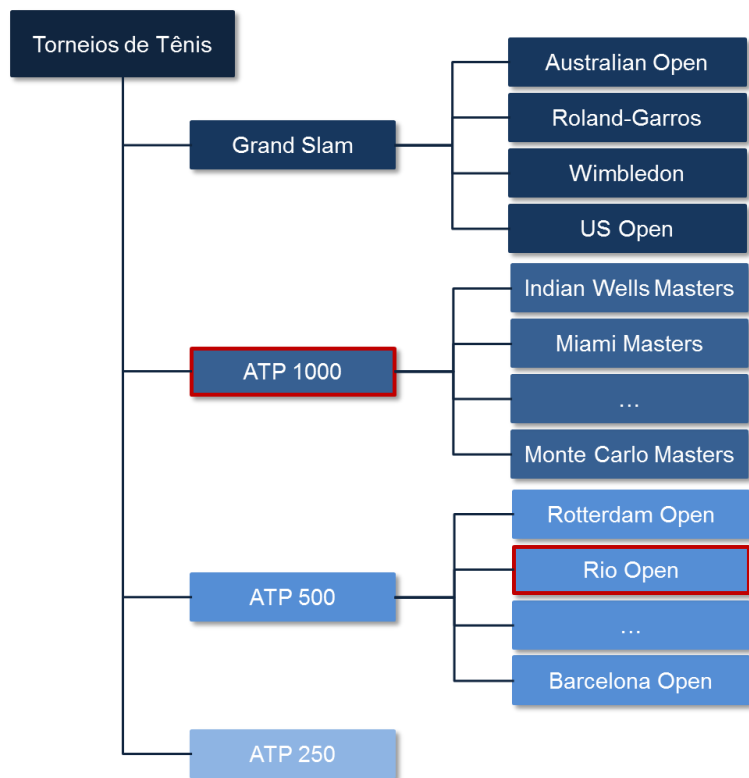 Torneios de Tênis
Grand Slam
Australian Open
Roland-Garros
Wimbledon
US Open
ATP 1000
Indian Wells Masters
Miami Masters
...
Monte Carlo Masters
ATP 500
Rotterdam Open
Rio Open
...
Barcelona Open
ATP 250